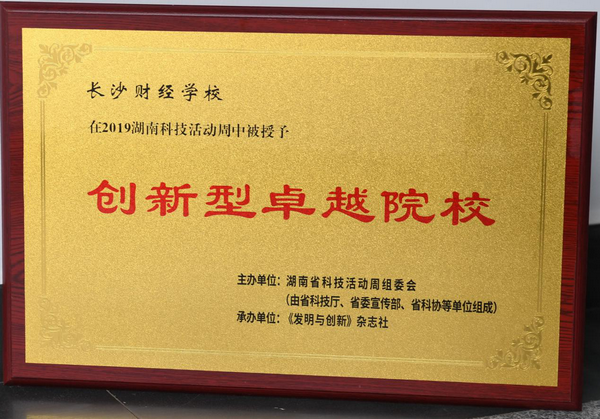 长沙财经学校
在2019湖南科技活动周中被授予
创新型卓越院校
主办单位：湖南省科技活动周组委会
（由省科技厅、省委宣传部、省科协等单位组成）
承办单位：《发明与创新》杂志社